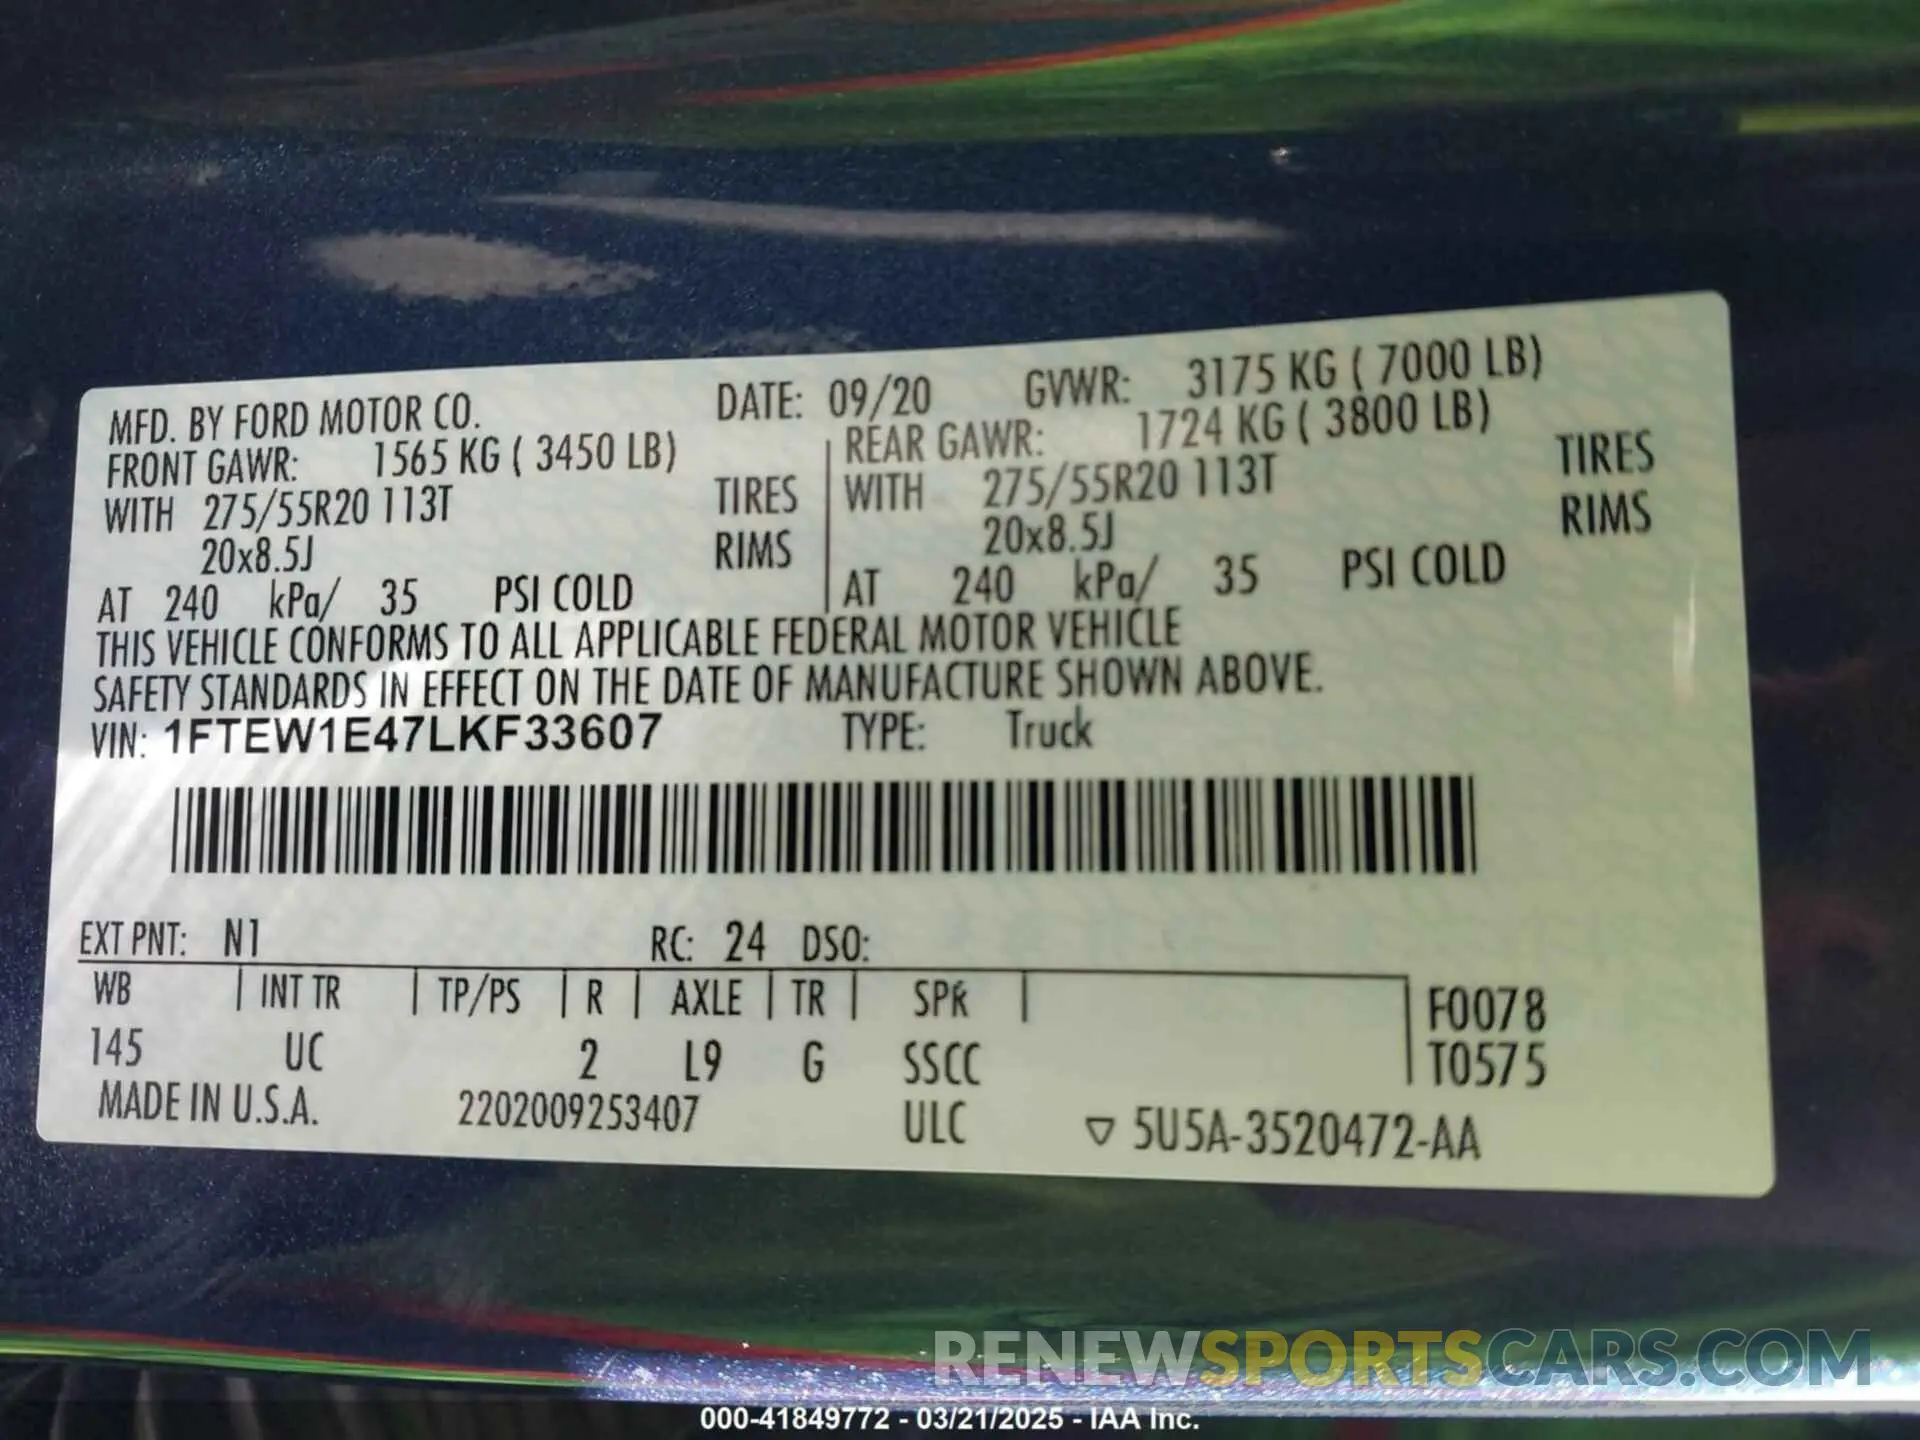 MFD. BY FORD MOTOR CO. DATE: 09/20 GVWR: 3175 KG ( 7000 LB)
FRONT GAWR: 1565 KG ( 3450 LB) REAR GAWR: 1724 KG ( 3800 LB)
WITH 275/55R20 113T TIRES WITH 275/55R20 113T TIRES
20x8.5J RIMS 20x8.5J RIMS
AT 240 kPa/ 35 PSI COLD AT 240 kPa/ 35 PSI COLD
THIS VEHICLE CONFORMS TO ALL APPLICABLE FEDERAL MOTOR VEHICLE
SAFETY STANDARDS IN EFFECT ON THE DATE OF MANUFACTURE SHOWN ABOVE.
VIN: 1FTEW1E47LKF33607 TYPE: Truck
EXT PNT: N1 RC: 24 DSO:
WB INT TR TP/PS R AXLE TR SPR F0078
145 UC 2 L9 G SSCC T0575
MADE IN U.S.A. 2202009253407 ULC ▽ 5U5A-3520472-AA
RENEWSPORTSCARS.COM
000-41849772 - 03/21/2025 - IAA Inc.